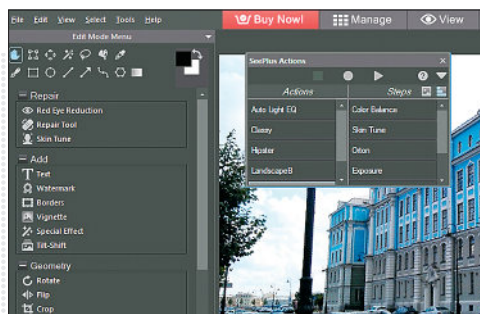 File Edit View Select Tools Help
Buy Now!
Manage
View
Edit Mode Menu
Repair
Red Eye Reduction
Repair Tool
Skin Tune
Add
Text
Watermark
Borders
Vignette
Special Effect
Tilt-Shift
Geometry
Rotate
Flip
Crop
SeePlus Actions
Actions
Steps
Auto Light EQ
Color Balance
Classy
Skin Tune
Hipster
Orton
LandscapeB
Exposure